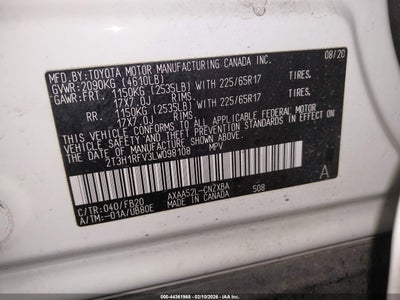 MFD. BY: TOYOTA MOTOR MANUFACTURING CANADA INC. 08/20
GVWR: 2090KG (4610LB)
GAWR: FRT. 1150KG (2535LB) WITH 225/65R17 TIRES.
17X7.0J RIMS.
RR. 1150KG (2535LB) WITH 225/65R17 TIRES.
17X7.0J RIMS.
THIS VEHICLE CONFORMS TO ALL APPLICABLE FEDERAL MOTOR
VEHICLE SAFETY AND THEFT PREVENTION STANDARDS IN
EFFECT ON THE DATE OF MANUFACTURE SHOWN ABOVE.
2T3H1RFV3LW098108 MPV
C/TR: 040/FB20 AXAA52L-CNZXBA S08 A
A/TM: -01A/UB80E MADE IN CANADA
000-44361968 - 02/10/2026 - IAAI.COM